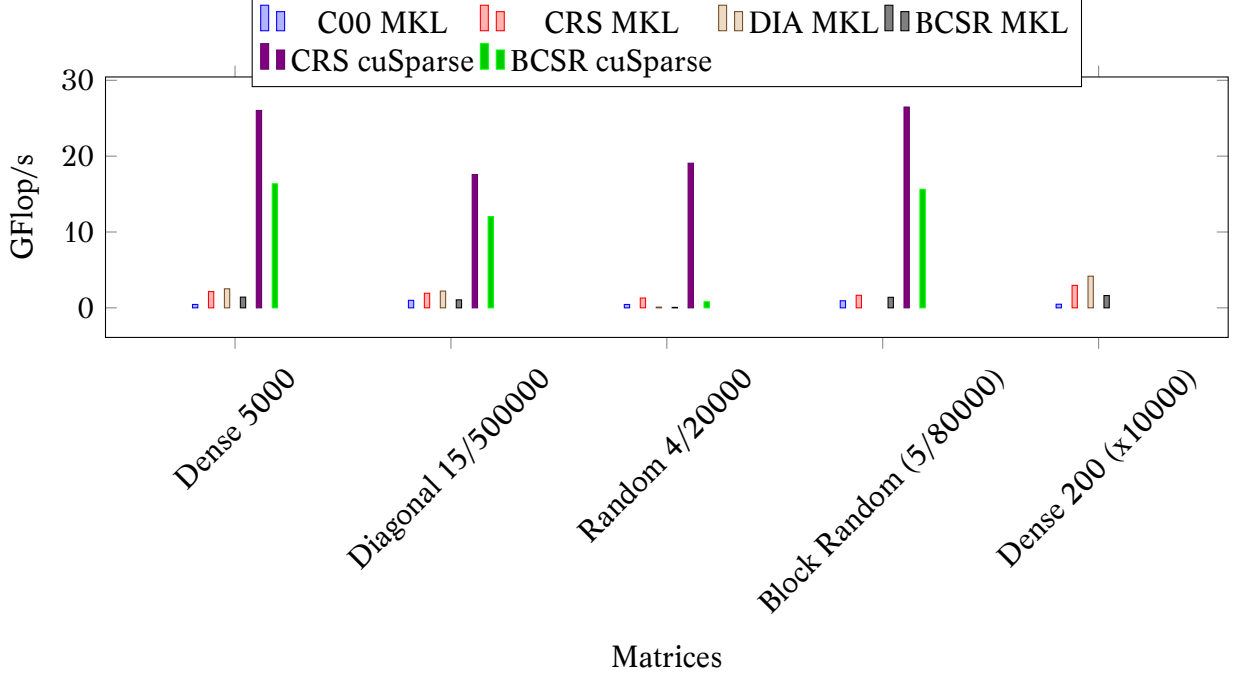 C00 MKL CRS MKL DIA MKL BCSR MKL
CRS cuSparse BCSR cuSparse
30
20
10
0
GFlop/s
Dense 5000
Diagonal 15/500000
Random 4/20000
Block Random (5/80000)
Dense 200 (x10000)
Matrices